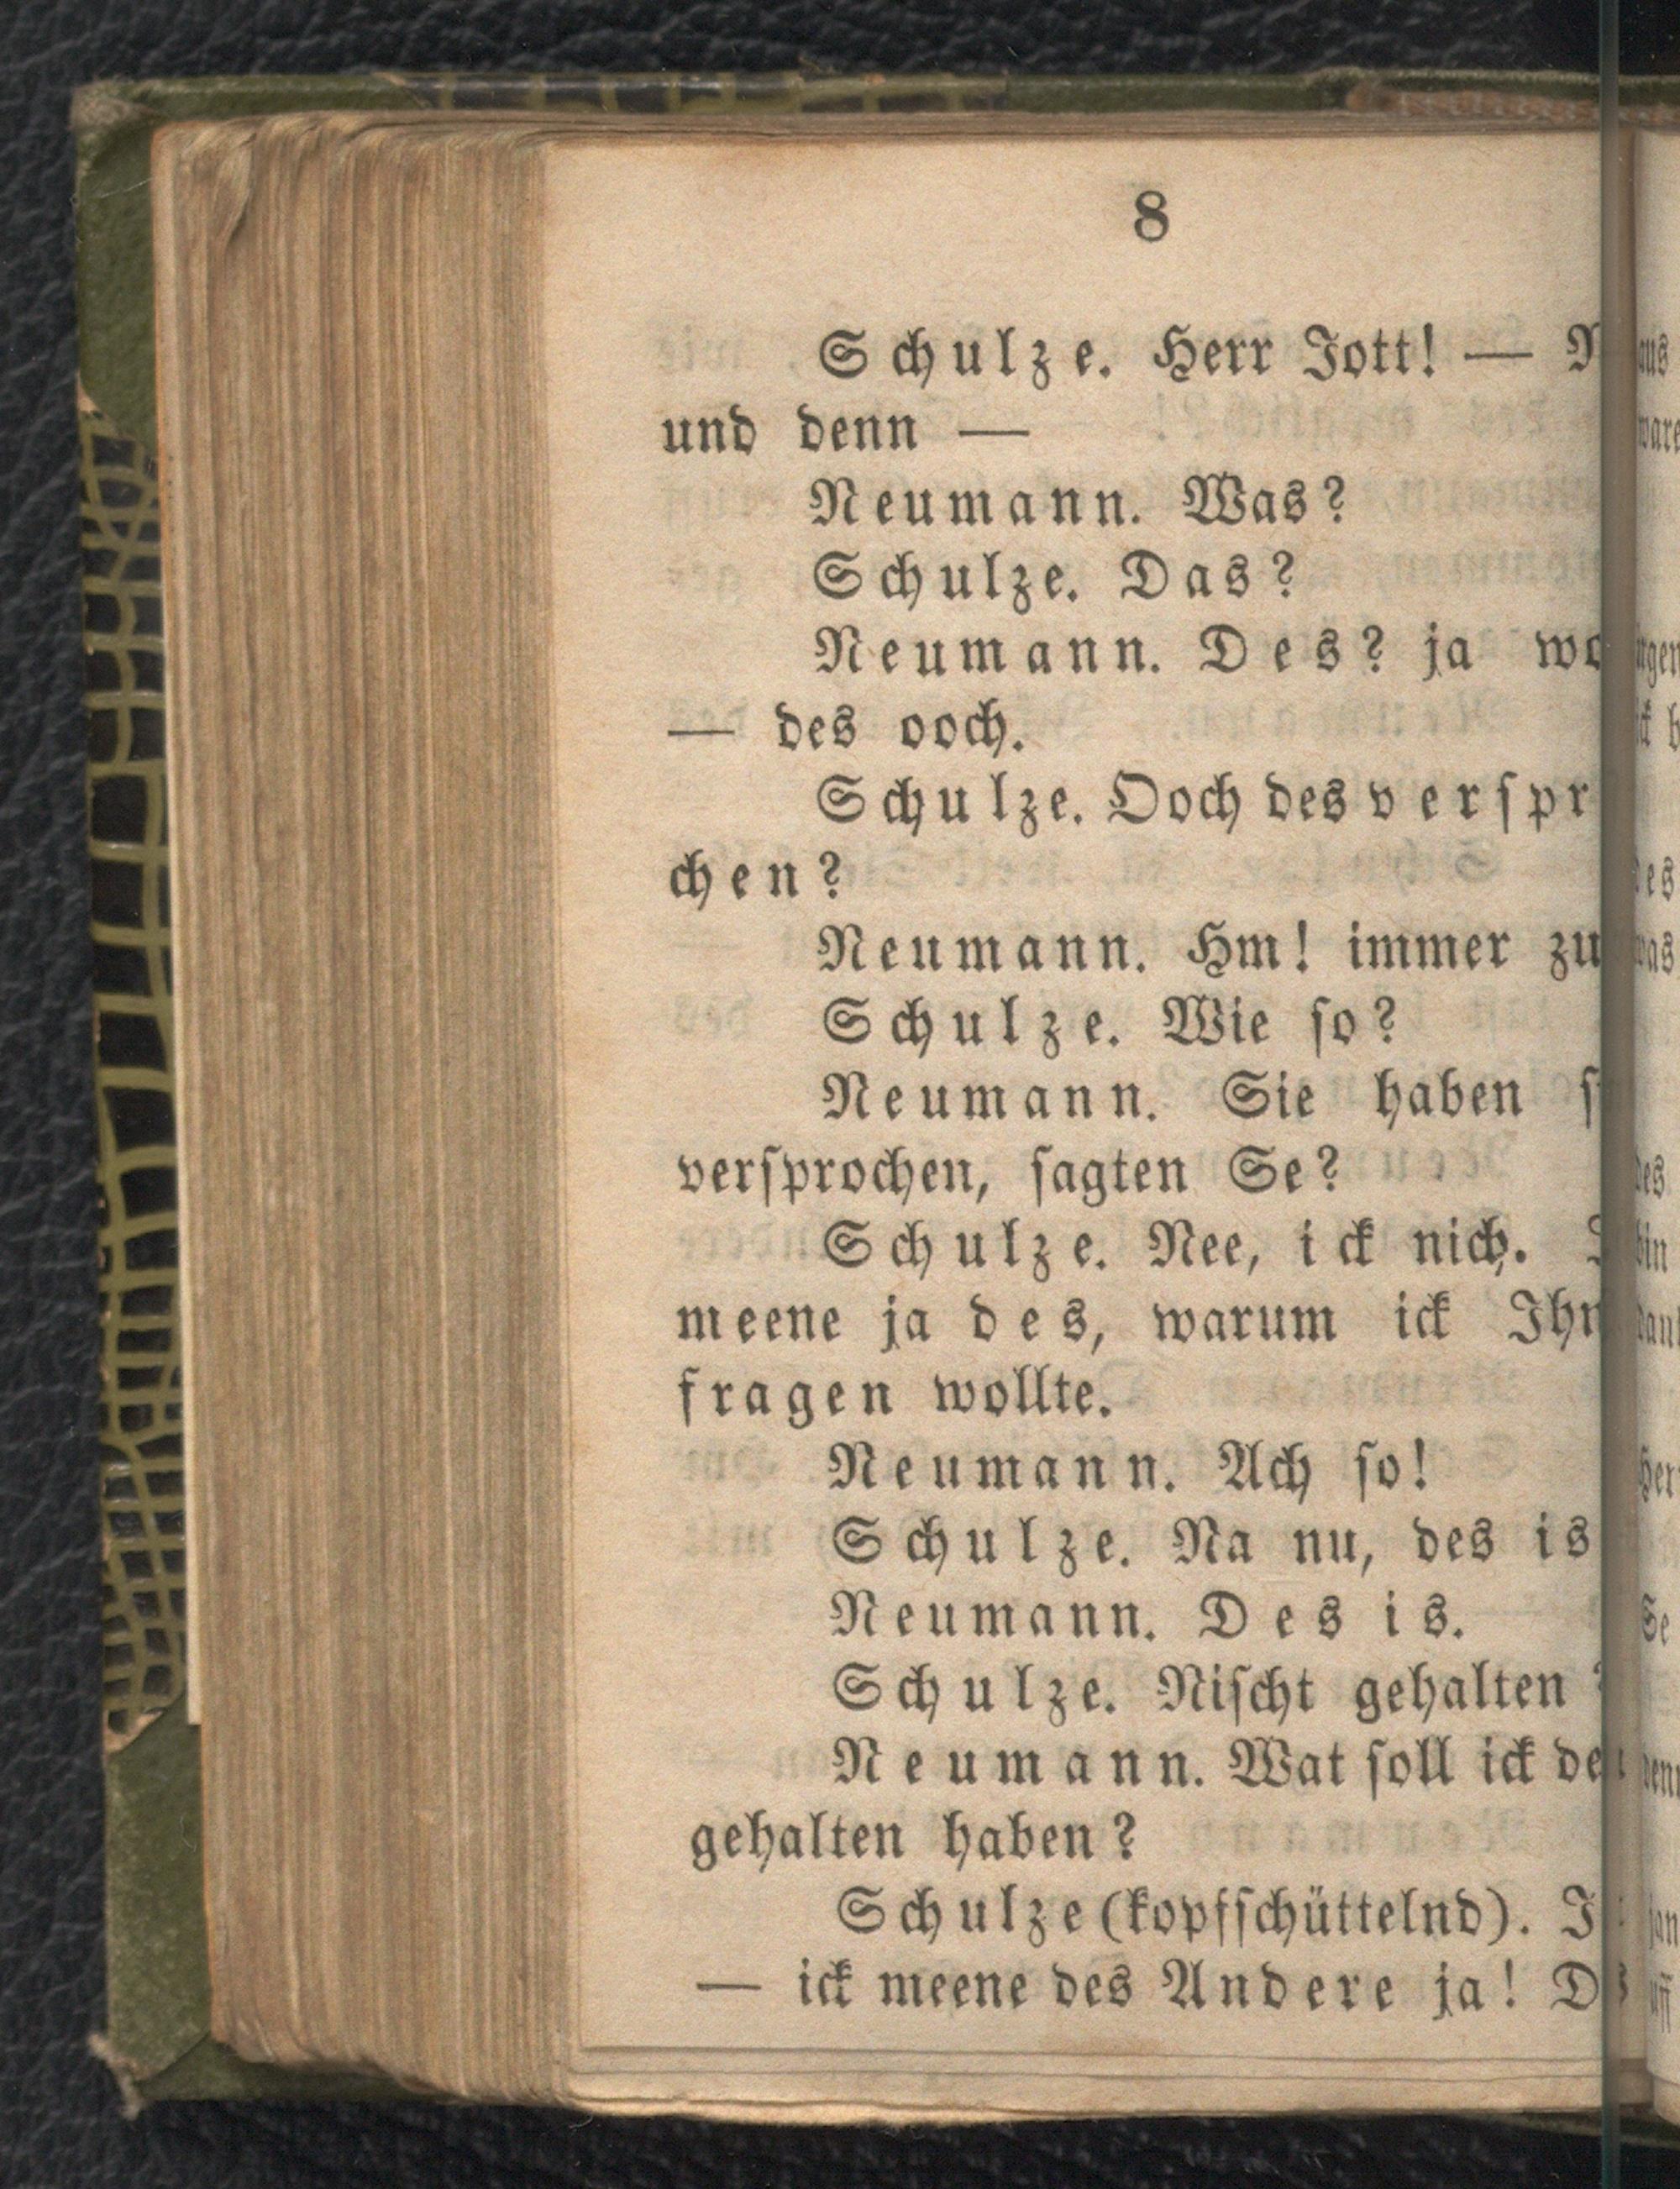 8
Schulze. Herr Jott! —
und denn —
Neumann. Was?
Schulze. Das?
Neumann. Des? ja
— des ooch.
Schulze. Ooch des verspr
chen?
Neumann. Hm! immer zu
Schulze. Wie so?
Neumann. Sie haben
versprochen, sagten Se?
Schulze. Nee, ick nich.
meene ja des, warum ick
fragen wollte.
Neumann. Ach so!
Schulze. Na nu, des is
Neumann. Des is.
Schulze. Nischt gehalten
Neumann. Wat soll ick
gehalten haben?
Schulze (kopfschüttelnd).
— ick meene des Andere ja!